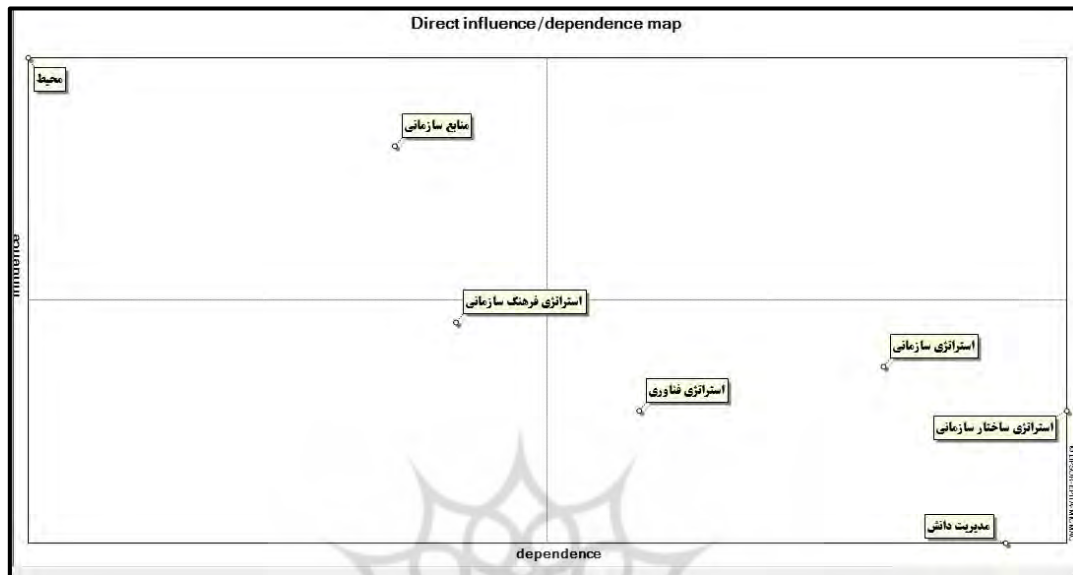 Direct influence/dependence map
محیط
منابع سازمانی
influence
استراتژی فرهنگ سازمانی
استراتژی سازمانی
استراتژی فناوری
استراتژی ساختار سازمانی
مدیریت دانش
dependence